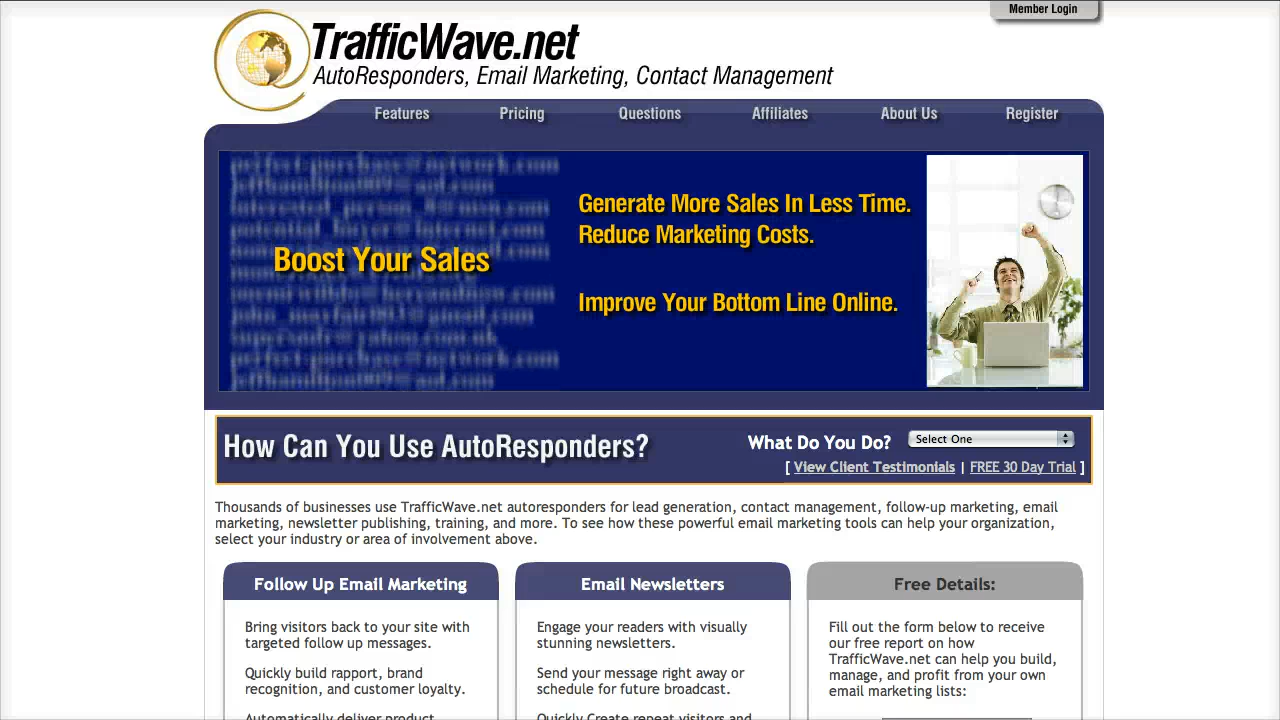 Member Login
TrafficWave.net
AutoResponders, Email Marketing, Contact Management
Features Pricing Questions Affiliates About Us Register
Boost Your Sales
Generate More Sales In Less Time.
Reduce Marketing Costs.
Improve Your Bottom Line Online.
How Can You Use AutoResponders?
What Do You Do? Select One
[ View Client Testimonials | FREE 30 Day Trial ]
Thousands of businesses use TrafficWave.net autoresponders for lead generation, contact management, follow-up marketing, email
marketing, newsletter publishing, training, and more. To see how these powerful email marketing tools can help your organization,
select your industry or area of involvement above.
Follow Up Email Marketing
Bring visitors back to your site with
targeted follow up messages.
Quickly build rapport, brand
recognition, and customer loyalty.
Automatically deliver product
Email Newsletters
Engage your readers with visually
stunning newsletters.
Send your message right away or
schedule for future broadcast.
Quickly Create repeat visitors and
Free Details:
Fill out the form below to receive
our free report on how
TrafficWave.net can help you build,
manage, and profit from your own
email marketing lists: